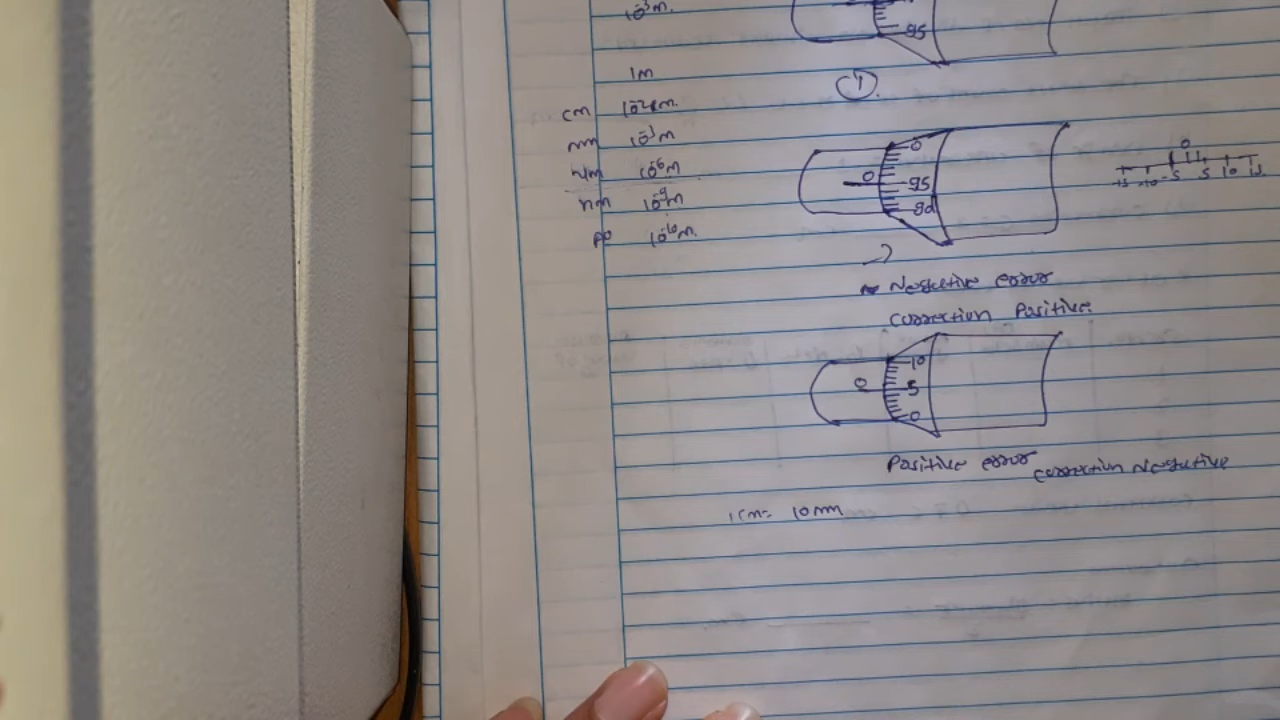 10⁻³m.
95
1m
①
cm 10⁻²m.
mm 10⁻³m
0
0
95
90
0
-15 -10 -5 5 10 15
μm 10⁻⁶m
nm 10⁻⁹m
Negative error
correction Positive.
10
0 5
0
Positive error correction Negative
1cm= 10mm